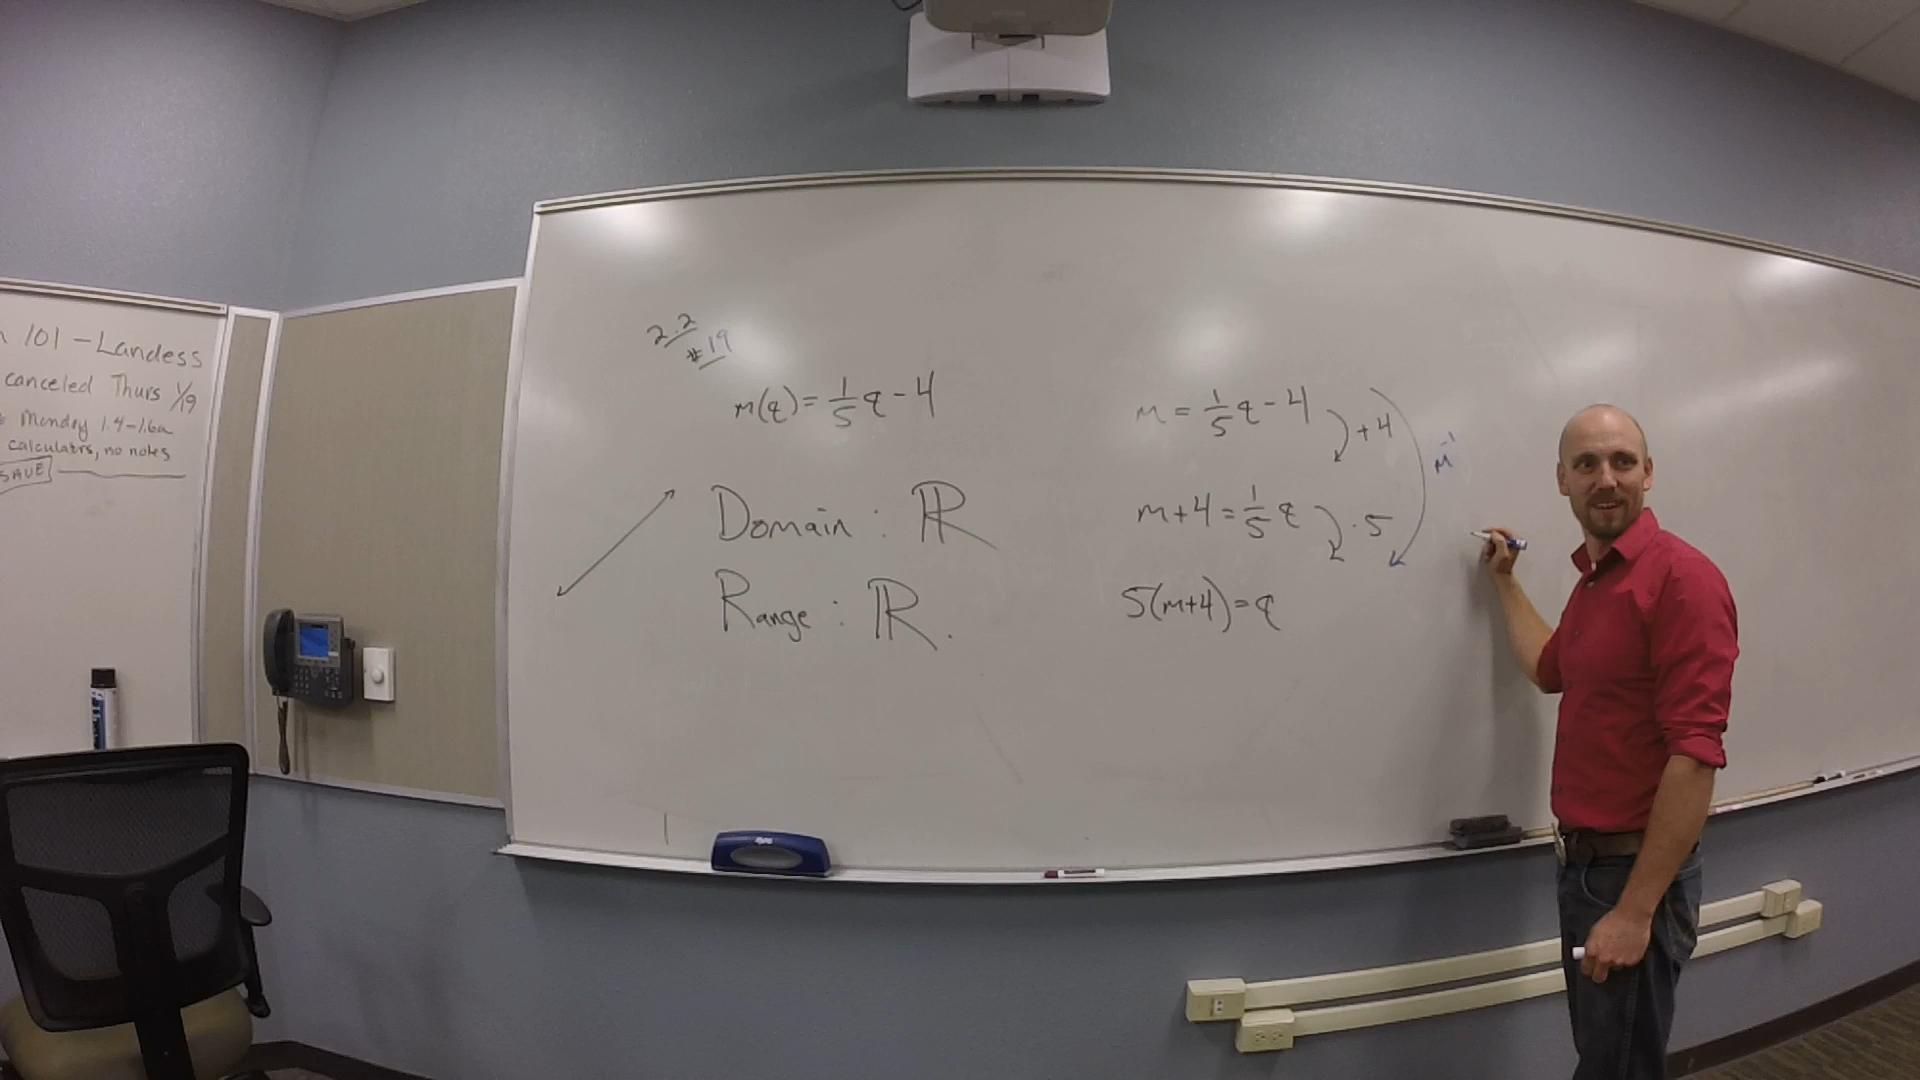 101 - Landess
canceled Thurs 1/19
Monday 1.4-1.6a
calculators, no notes
SAVE
2.2
#19
m(q) = 1/5 q - 4
Domain : ℝ
Range : ℝ.
m = 1/5 q - 4
+4
m⁻¹
m+4 = 1/5 q
· 5
5(m+4) = q